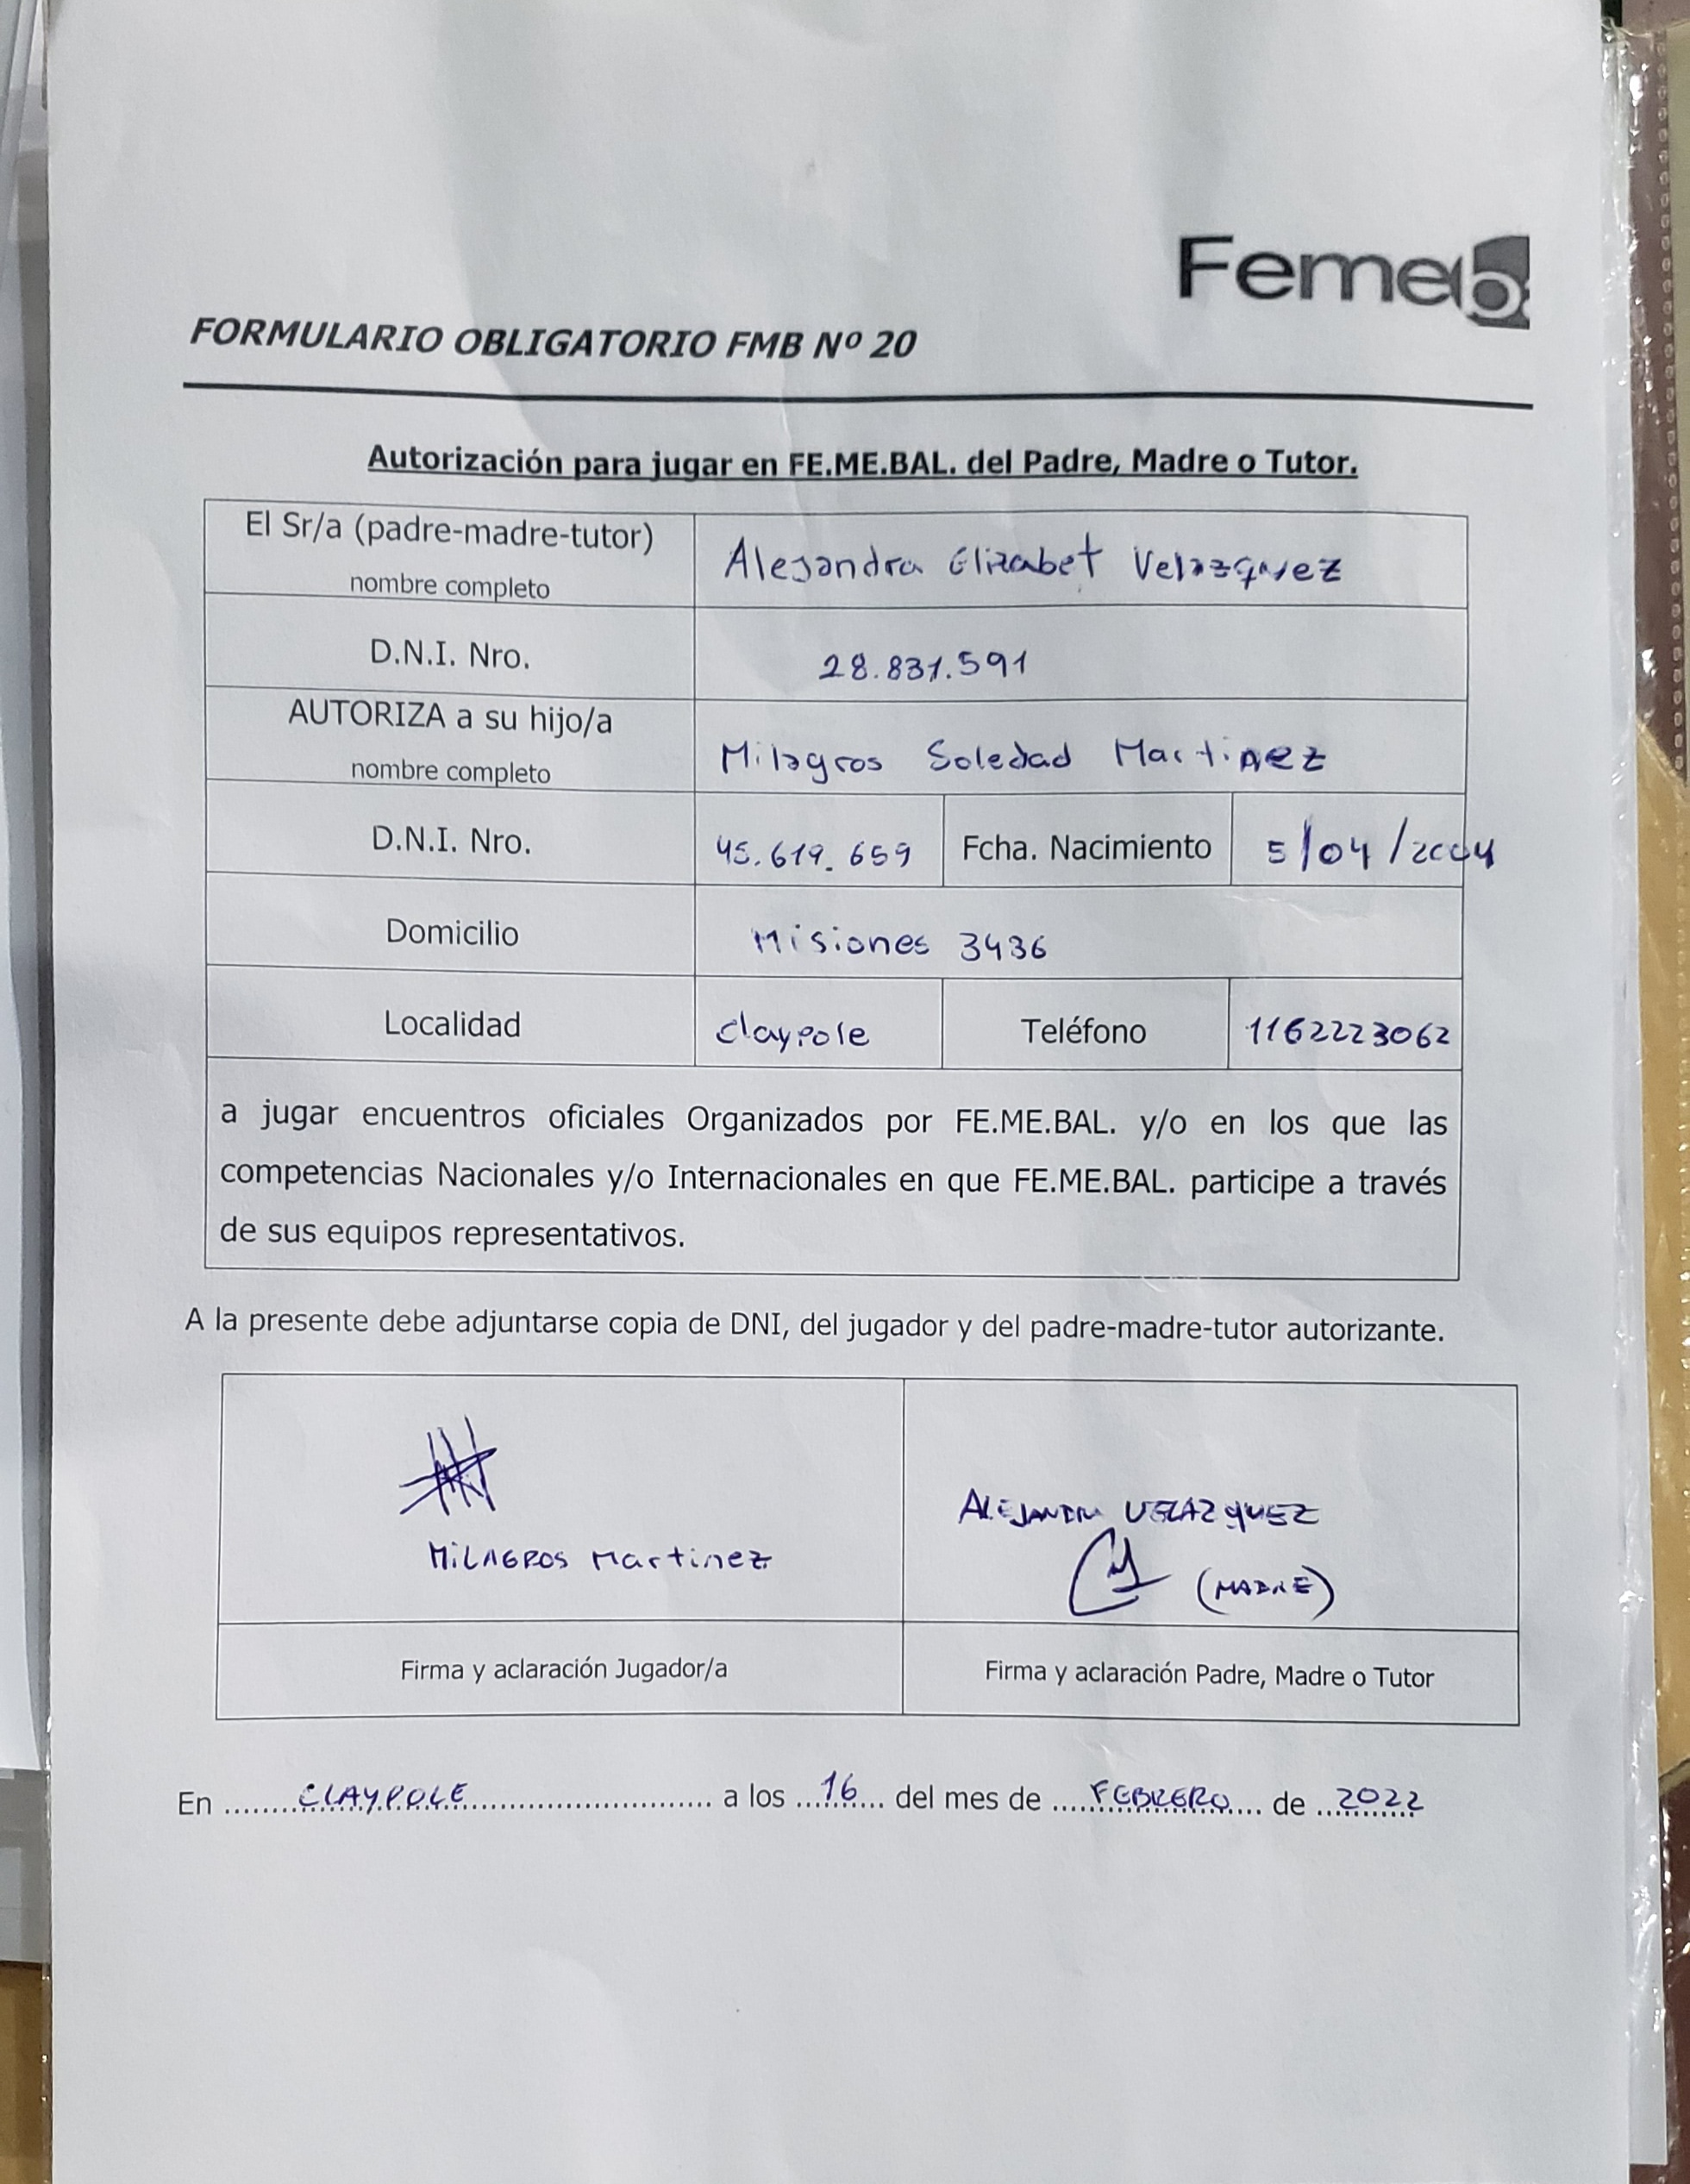 Femeb
FORMULARIO OBLIGATORIO FMB Nº 20
Autorización para jugar en FE.ME.BAL. del Padre, Madre o Tutor.
El Sr/a (padre-madre-tutor)
nombre completo
Alejandra Elizabet Velazquez
D.N.I. Nro.
28.831.591
AUTORIZA a su hijo/a
nombre completo
Milagros Soledad Martinez
D.N.I. Nro.
45.619.659
Fcha. Nacimiento
5/04/2004
Domicilio
Misiones 3436
Localidad
Claypole
Teléfono
1162223062
a jugar encuentros oficiales Organizados por FE.ME.BAL. y/o en los que las
competencias Nacionales y/o Internacionales en que FE.ME.BAL. participe a través
de sus equipos representativos.
A la presente debe adjuntarse copia de DNI, del jugador y del padre-madre-tutor autorizante.
MILAGROS Martinez
ALEJANDRA VELAZQUEZ
(MADRE)
Firma y aclaración Jugador/a
Firma y aclaración Padre, Madre o Tutor
En CLAYPOLE a los 16 del mes de FEBRERO de 2022